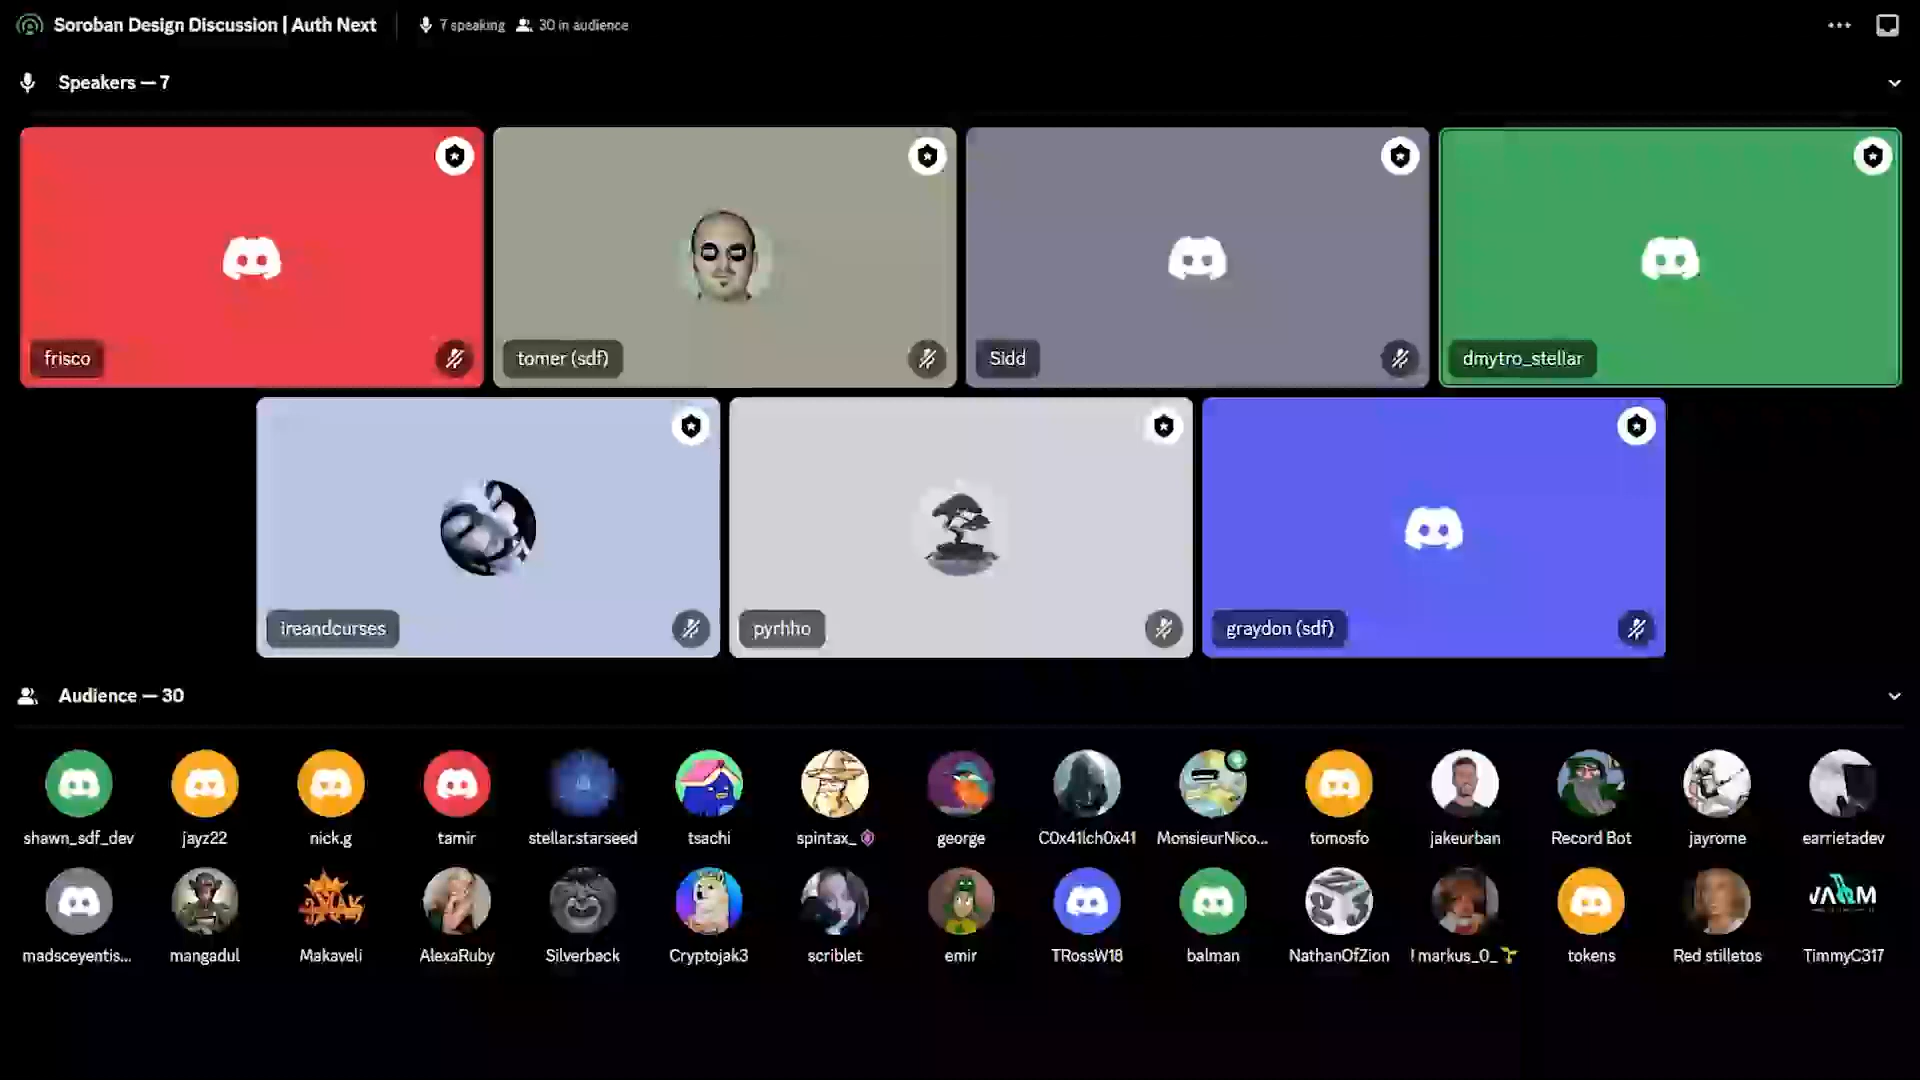 Soroban Design Discussion | Auth Next
7 speaking
30 in audience
Speakers — 7
frisco
tomer (sdf)
Sidd
dmytro_stellar
ireandcurses
pyrhho
graydon (sdf)
Audience — 30
shawn_sdf_dev
jayz22
nick.g
tamir
stellar.starseed
tsachi
spintax_
george
C0x41lch0x41
MonsieurNico...
tomosfo
jakeurban
Record Bot
jayrome
earrietadev
madsceyentis...
mangadul
Makaveli
AlexaRuby
Silverback
Cryptojak3
scriblet
emir
TRossW18
balman
NathanOfZion
! markus_0_
tokens
Red stilletos
TimmyC317